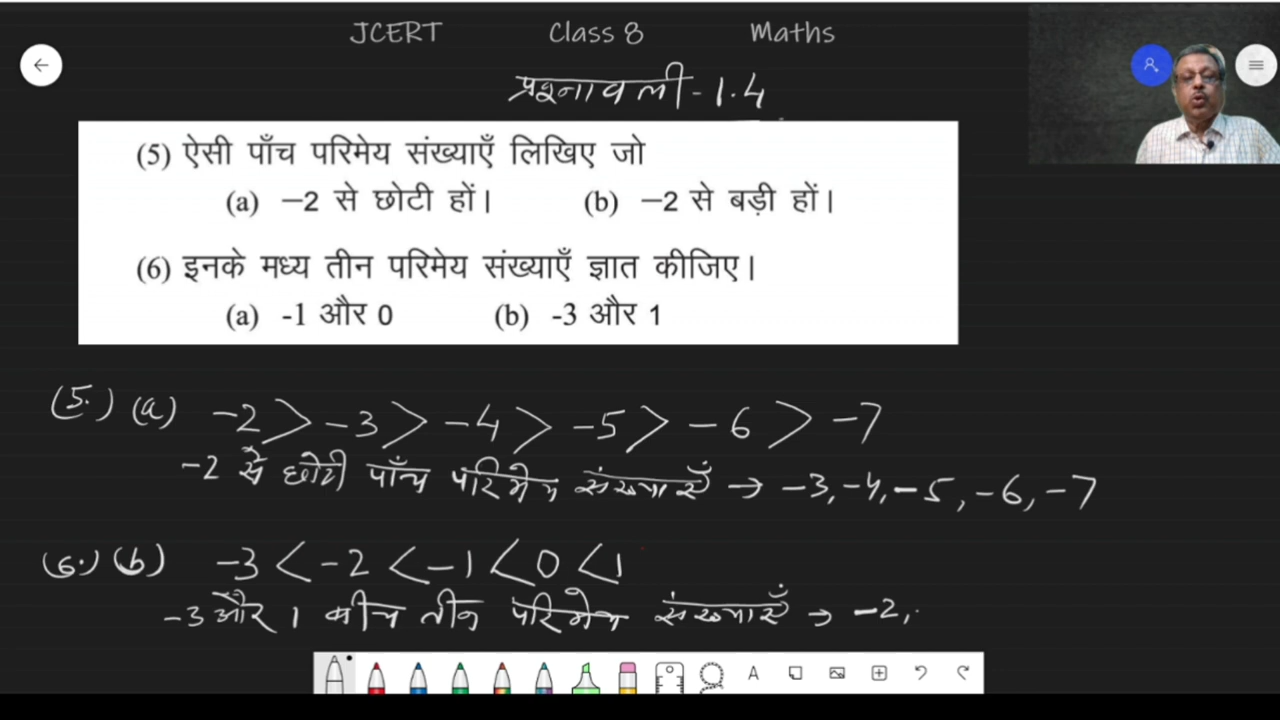 JCERT Class 8 Maths
प्रश्नावली - 1.4
(5) ऐसी पाँच परिमेय संख्याएँ लिखिए जो
(a) –2 से छोटी हों। (b) –2 से बड़ी हों।
(6) इनके मध्य तीन परिमेय संख्याएँ ज्ञात कीजिए।
(a) -1 और 0 (b) -3 और 1
(5.) (a) -2 > -3 > -4 > -5 > -6 > -7
-2 से छोटी पाँच परिमेय संख्याएँ → -3, -4, -5, -6, -7
(6.) (b) -3 < -2 < -1 < 0 < 1
-3 और 1 बीच तीन परिमेय संख्याएँ → -2,
A